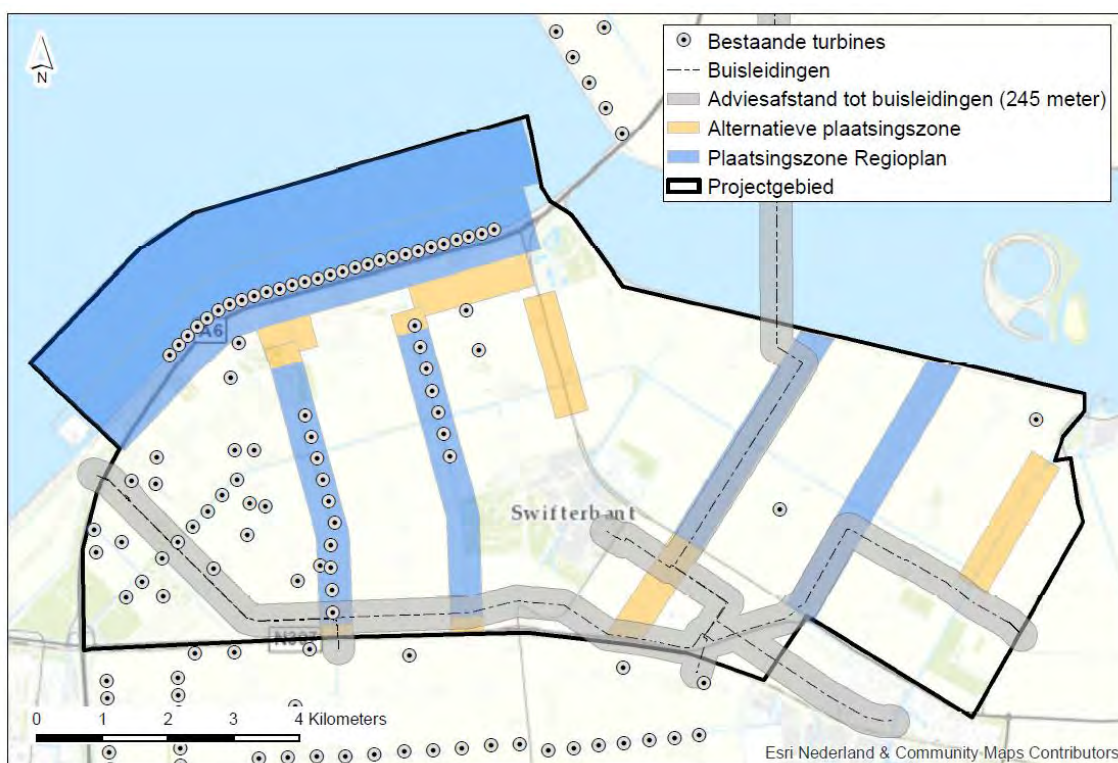 N
Bestaande turbines
Buisleidingen
Adviesafstand tot buisleidingen (245 meter)
Alternatieve plaatsingszone
Plaatsingszone Regioplan
Projectgebied
A6
Swifterbant
N307
0 1 2 3 4 Kilometers
Esri Nederland & Community Maps Contributors